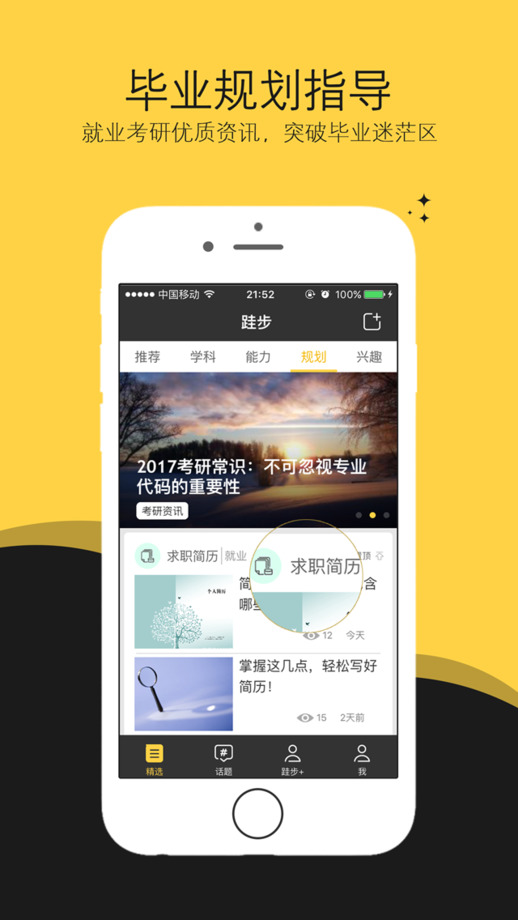 毕业规划指导
就业考研优质资讯，突破毕业迷茫区
中国移动 21:52 100%
跬步
推荐 学科 能力 规划 兴趣
2017考研常识：不可忽视专业
代码的重要性
考研资讯
求职简历 就业
求职简历
个人简历
12 今天
掌握这几点，轻松写好
简历！
15 2天前
精选 话题 跬步+ 我